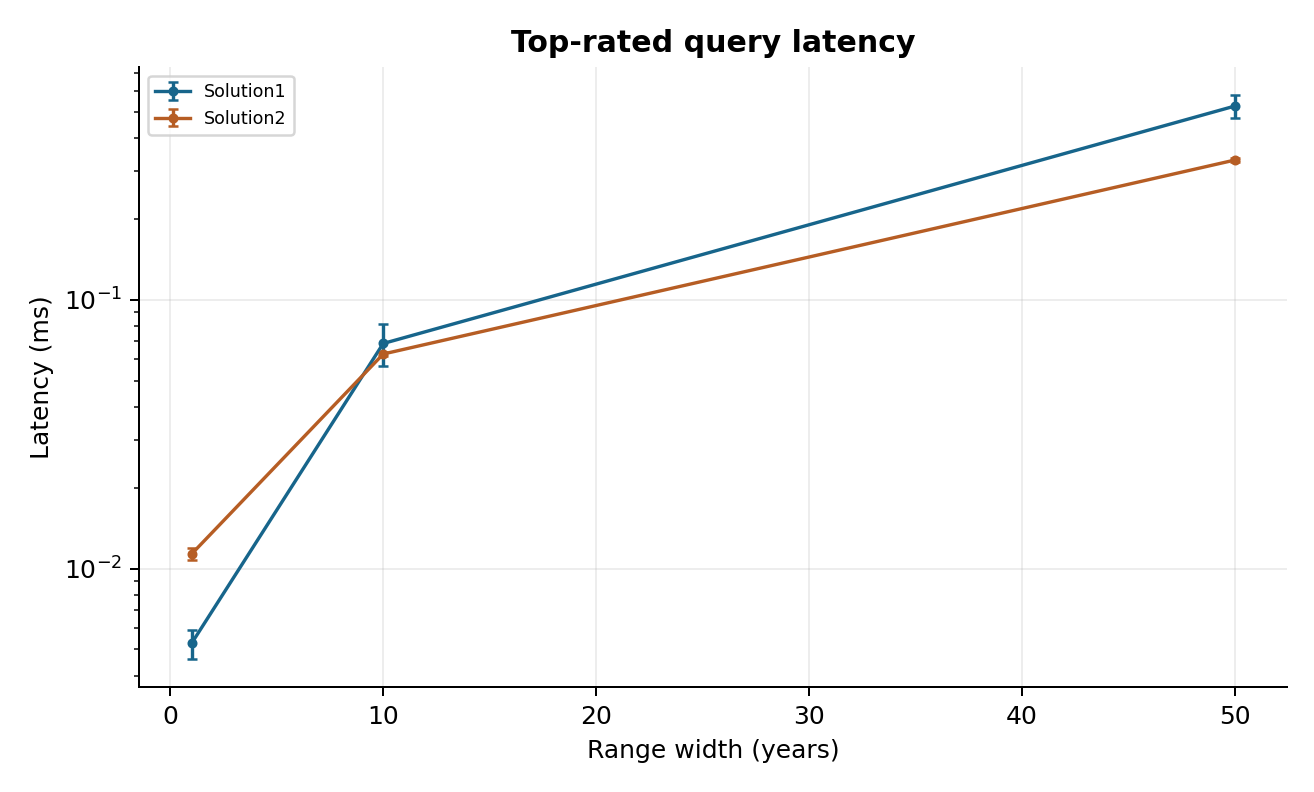 Top-rated query latency
Solution1
Solution2
Latency (ms)
10⁻¹
10⁻²
0 10 20 30 40 50
Range width (years)